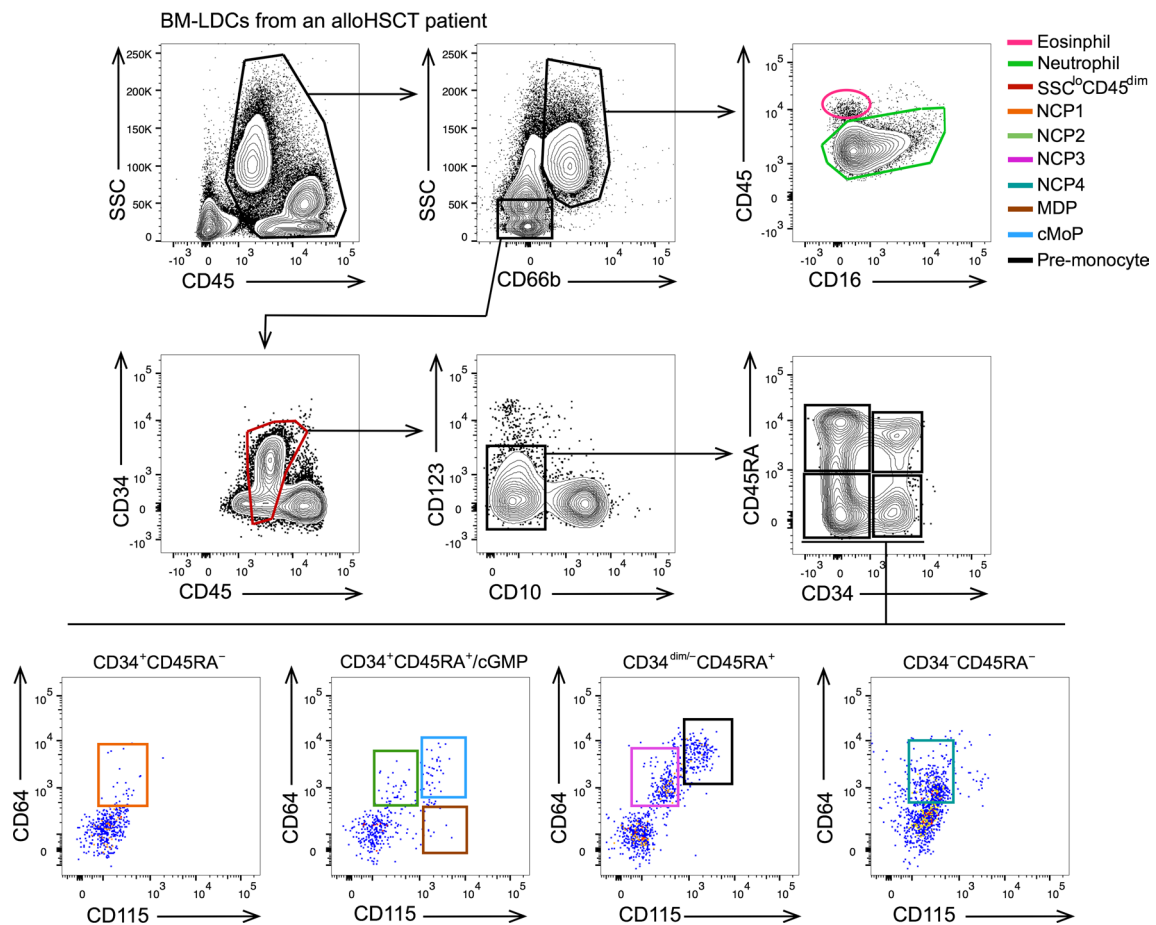 BM-LDCs from an alloHSCT patient
250K
200K
150K
100K
50K
0
SSC
-10³ 0 10³ 10⁴ 10⁵
CD45
250K
200K
150K
100K
50K
0
SSC
0 10³ 10⁴ 10⁵
CD66b
10⁵
10⁴
10³
0
-10³
CD45
-10³ 0 10³ 10⁴ 10⁵
CD16
Eosinphil
Neutrophil
SSCˡᵒCD45ᵈⁱᵐ
NCP1
NCP2
NCP3
NCP4
MDP
cMoP
Pre-monocyte
10⁵
10⁴
10³
0
-10³
CD34
-10³ 0 10³ 10⁴ 10⁵
CD45
10⁵
10⁴
10³
0
CD123
0 10³ 10⁴ 10⁵
CD10
10⁵
10⁴
10³
0
CD45RA
-10³ 0 10³ 10⁴ 10⁵
CD34
CD34⁺CD45RA⁻
10⁵
10⁴
10³
0
CD64
0 10³ 10⁴ 10⁵
CD115
CD34⁺CD45RA⁺/cGMP
10⁵
10⁴
10³
0
CD64
0 10³ 10⁴ 10⁵
CD115
CD34ᵈⁱᵐ/⁻CD45RA⁺
10⁵
10⁴
10³
0
CD64
0 10³ 10⁴ 10⁵
CD115
CD34⁻CD45RA⁻
10⁵
10⁴
10³
0
CD64
0 10³ 10⁴ 10⁵
CD115